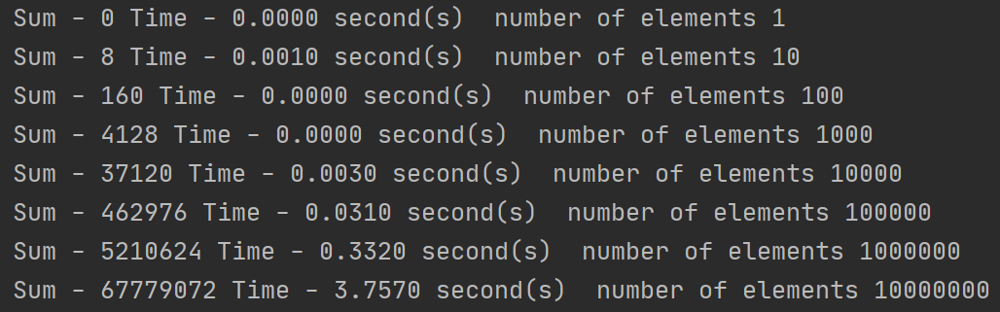 Sum - 0 Time - 0.0000 second(s)  number of elements 1
Sum - 8 Time - 0.0010 second(s)  number of elements 10
Sum - 160 Time - 0.0000 second(s)  number of elements 100
Sum - 4128 Time - 0.0000 second(s)  number of elements 1000
Sum - 37120 Time - 0.0030 second(s)  number of elements 10000
Sum - 462976 Time - 0.0310 second(s)  number of elements 100000
Sum - 5210624 Time - 0.3320 second(s)  number of elements 1000000
Sum - 67779072 Time - 3.7570 second(s)  number of elements 10000000